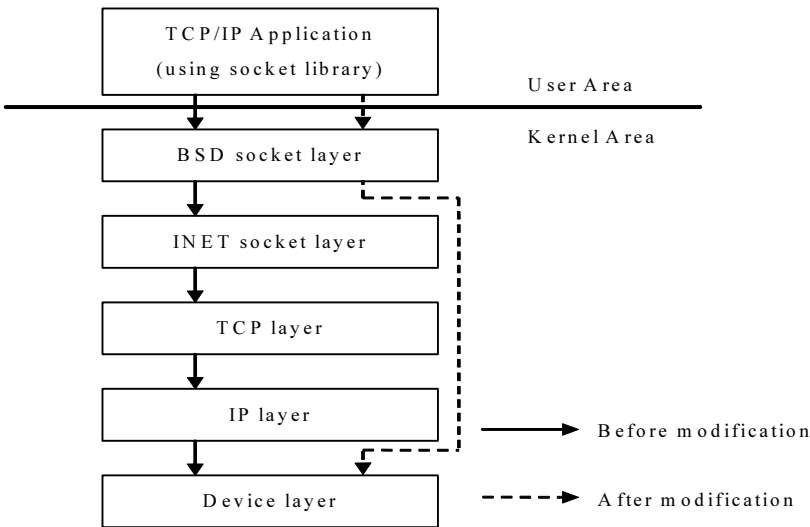 TCP/IP Application
(using socket library)
User Area
Kernel Area
BSD socket layer
INET socket layer
TCP layer
IP layer
Before modification
Device layer
After modification